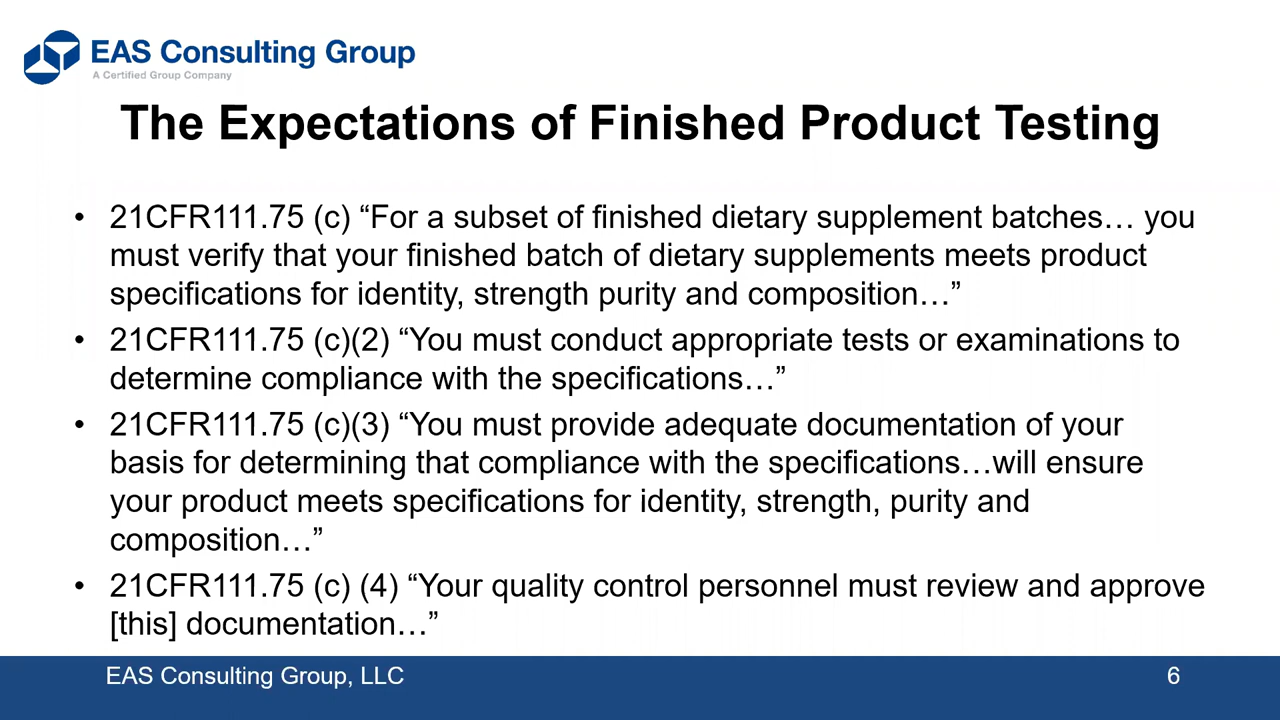 EAS Consulting Group
A Certified Group Company
The Expectations of Finished Product Testing
• 21CFR111.75 (c) “For a subset of finished dietary supplement batches… you
must verify that your finished batch of dietary supplements meets product
specifications for identity, strength purity and composition…”
• 21CFR111.75 (c)(2) “You must conduct appropriate tests or examinations to
determine compliance with the specifications…”
• 21CFR111.75 (c)(3) “You must provide adequate documentation of your
basis for determining that compliance with the specifications…will ensure
your product meets specifications for identity, strength, purity and
composition…”
• 21CFR111.75 (c) (4) “Your quality control personnel must review and approve
[this] documentation…”
EAS Consulting Group, LLC
6